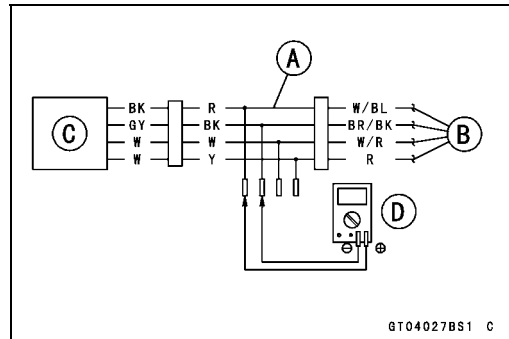 A
BK R W/BL
GY BK BR/BK
C B
W W W/R
W Y R
D
⊖ ⊕
GT04027BS1 C